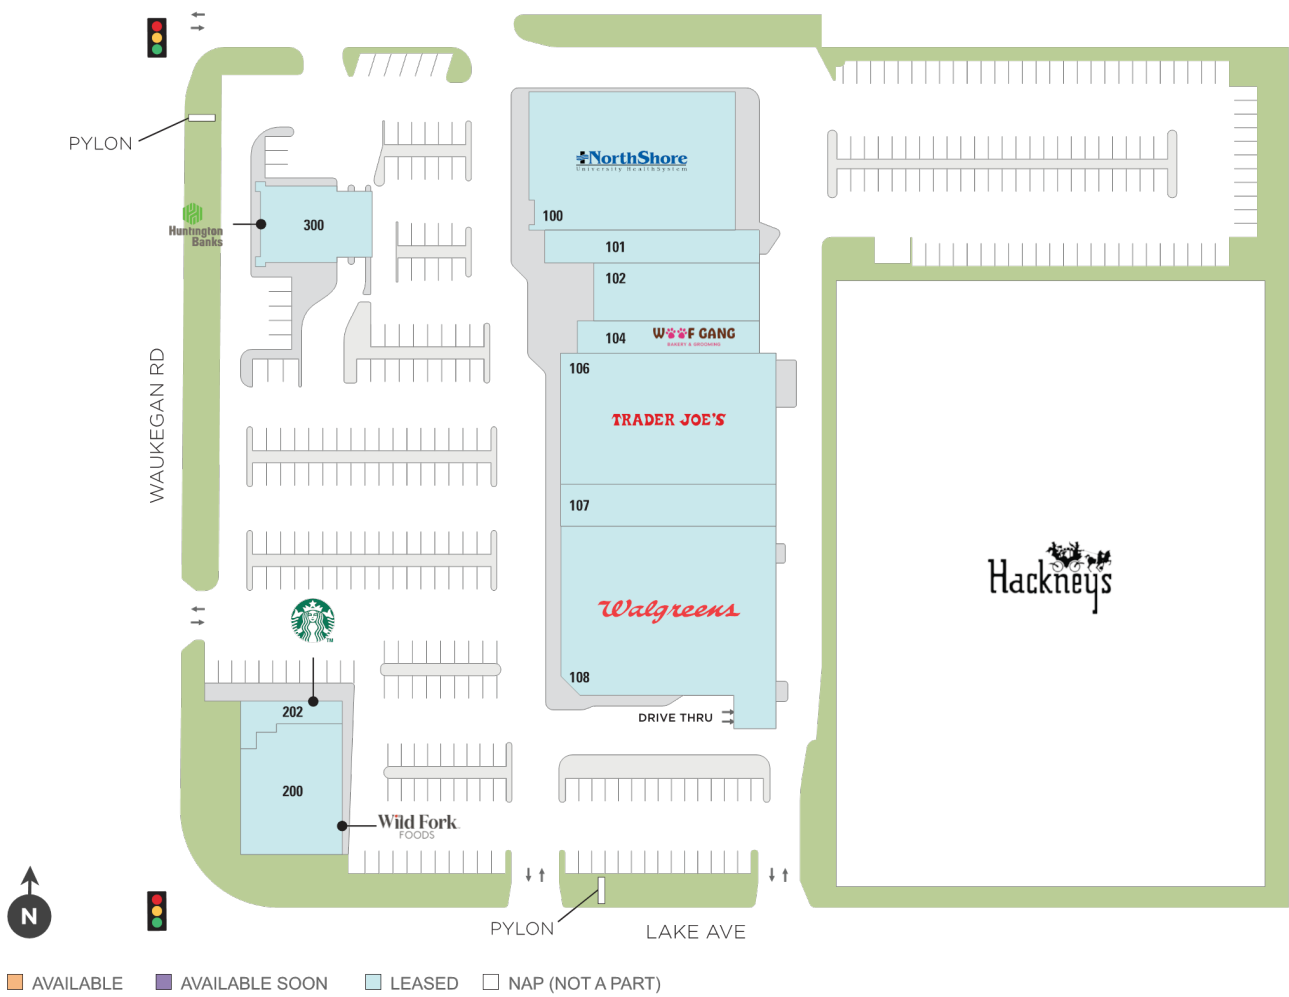 PYLON
NorthShore
University HealthSystem
100
Huntington
Banks
300
101
102
104
WOOF GANG
BAKERY & GROOMING
106
TRADER JOE'S
WAUKEGAN RD
107
Hackneys
Walgreens
TM
108
202
DRIVE THRU
200
Wild Fork
FOODS
N
PYLON
LAKE AVE
AVAILABLE
AVAILABLE SOON
LEASED
NAP (NOT A PART)